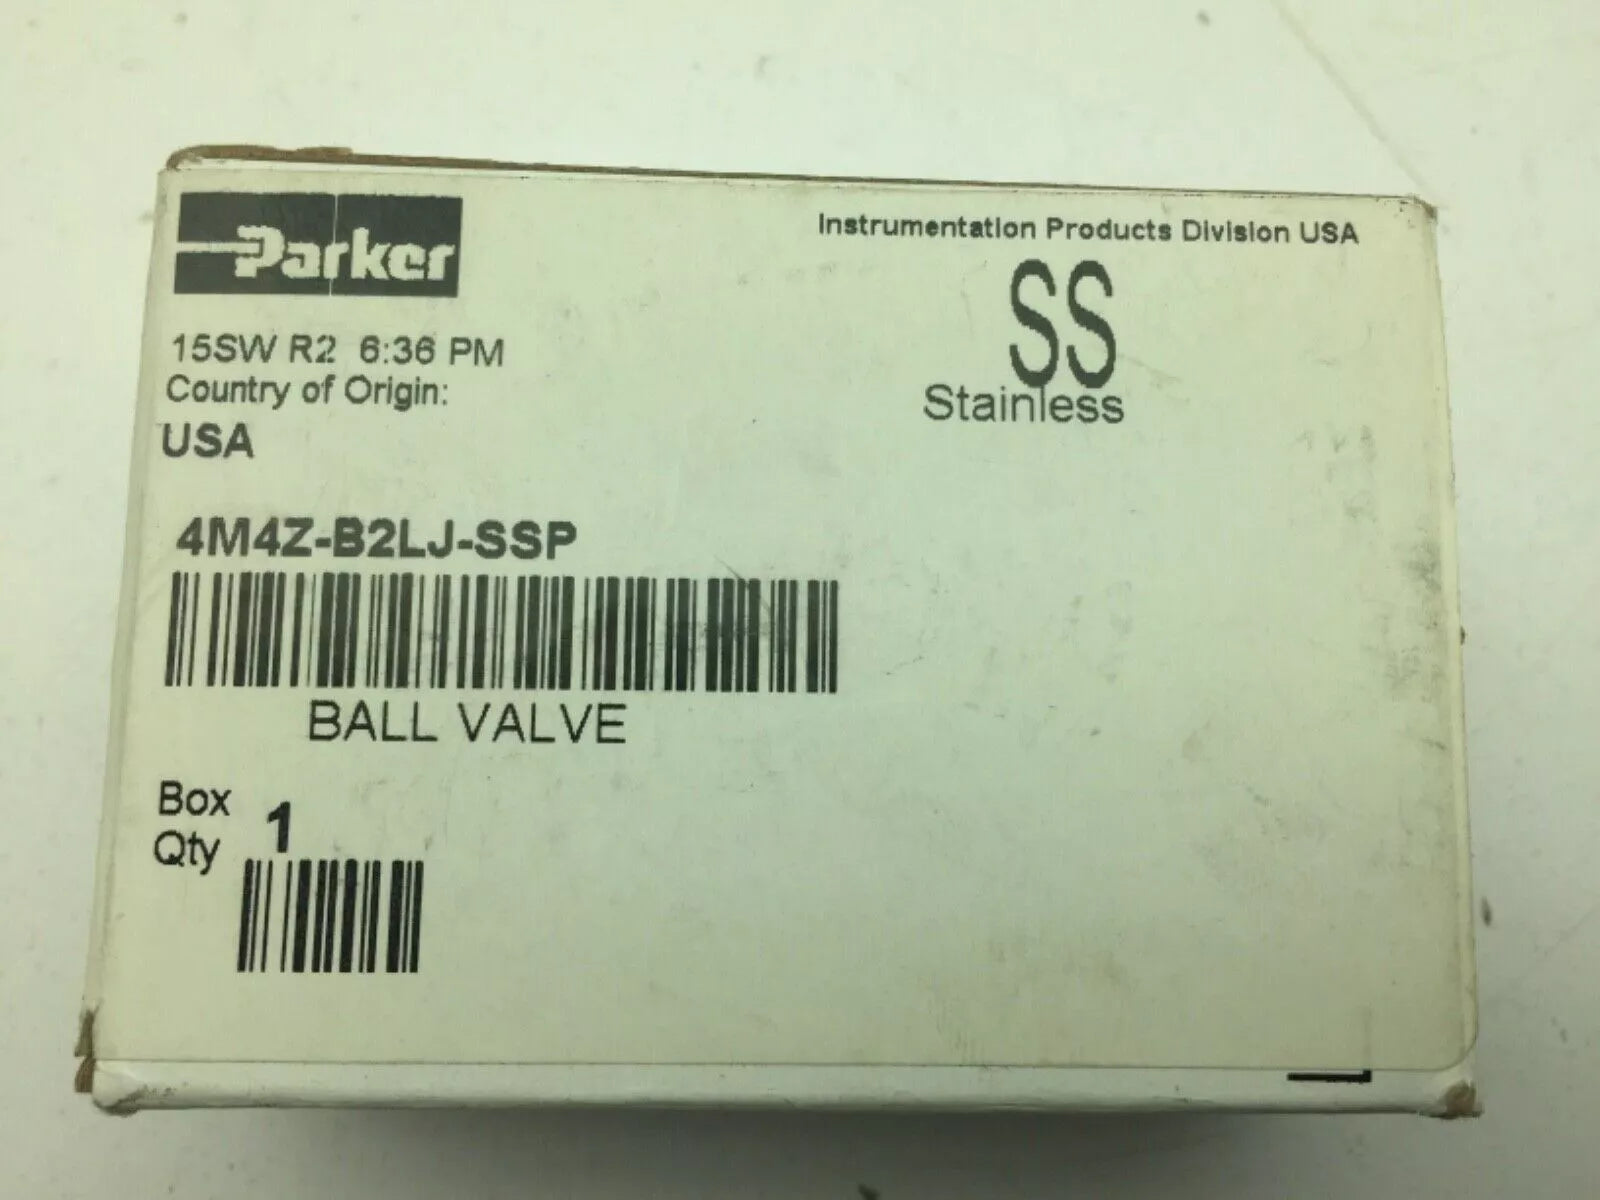 Parker
Instrumentation Products Division USA
SS
Stainless
15SW R2 6:36 PM
Country of Origin:
USA
4M4Z-B2LJ-SSP
BALL VALVE
Box
Qty
1